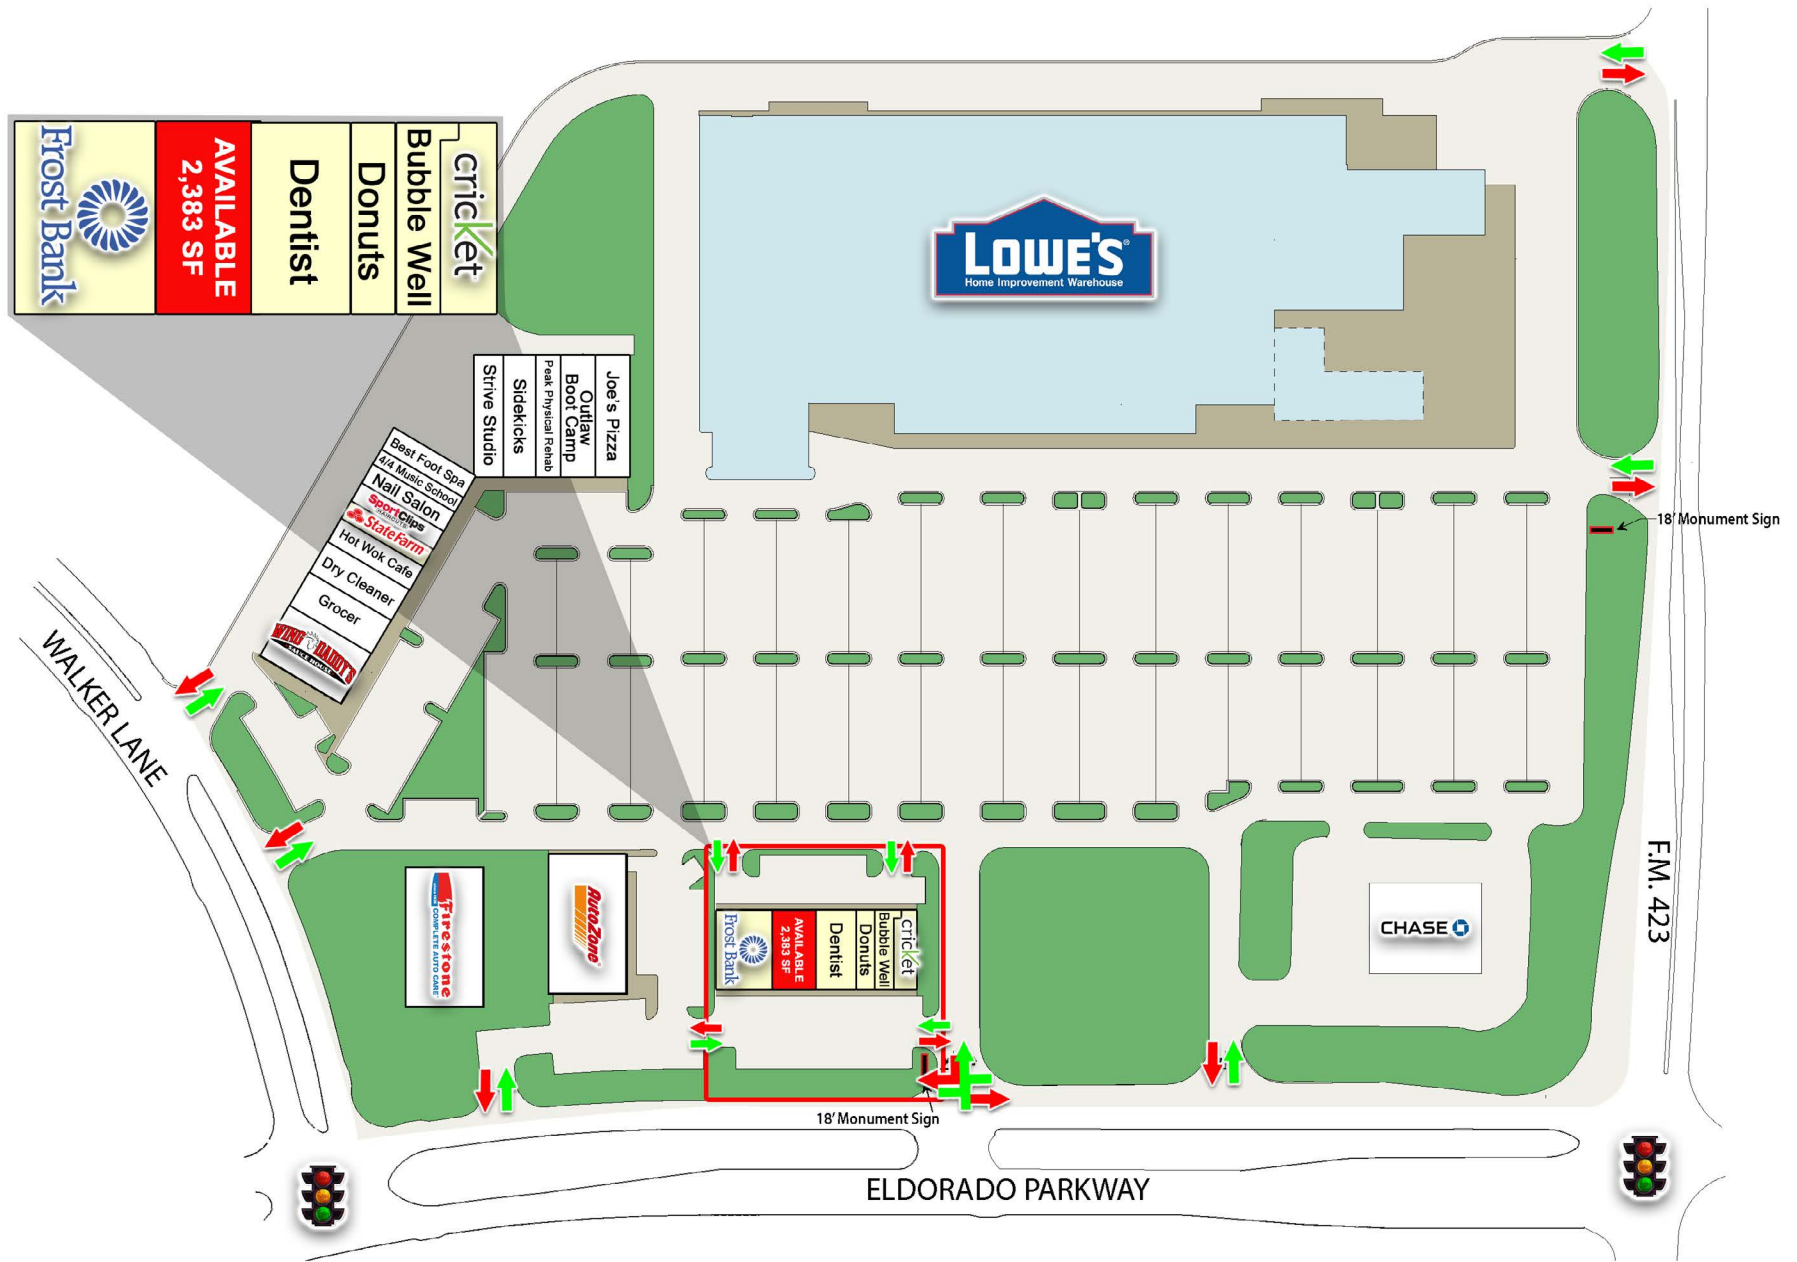 Frost Bank
AVAILABLE
2,383 SF
Dentist
Donuts
Bubble Well
cricket
LOWE'S®
Home Improvement Warehouse
Strive Studio
Sidekicks
Peak Physical Rehab
Outlaw
Boot Camp
Joe's Pizza
Best Foot Spa
4/4 Music School
Nail Salon
SportClips
HAIRCUTS
StateFarm
Hot Wok Cafe
Dry Cleaner
Grocer
WING DADDY'S
SAUCE HOUSE
18' Monument Sign
WALKER LANE
F.M. 423
Firestone
COMPLETE AUTO CARE
AutoZone
Frost Bank
AVAILABLE
2,383 SF
Dentist
Donuts
Bubble Well
cricket
CHASE
18' Monument Sign
ELDORADO PARKWAY